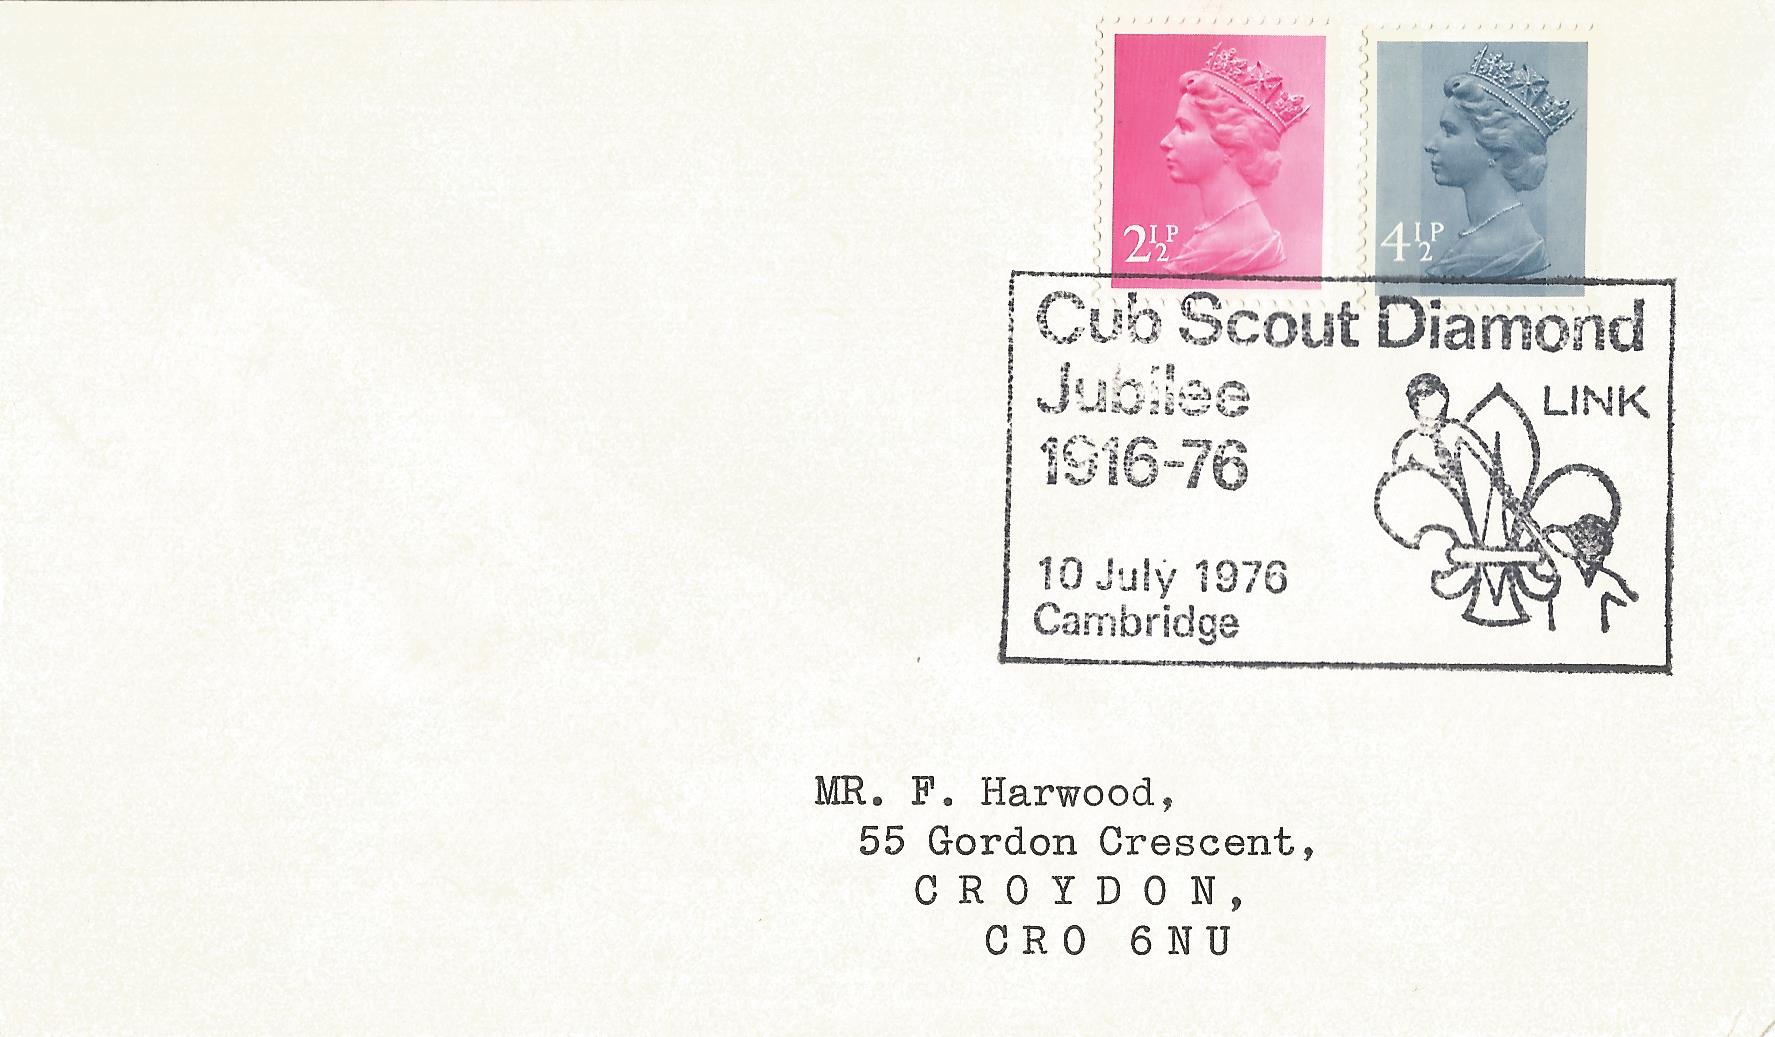 2½P
4½P
Cub Scout Diamond
Jubilee
LINK
1916-76
10 July 1976
Cambridge
MR. F. Harwood,
55 Gordon Crescent,
CROYDON,
CRO 6NU